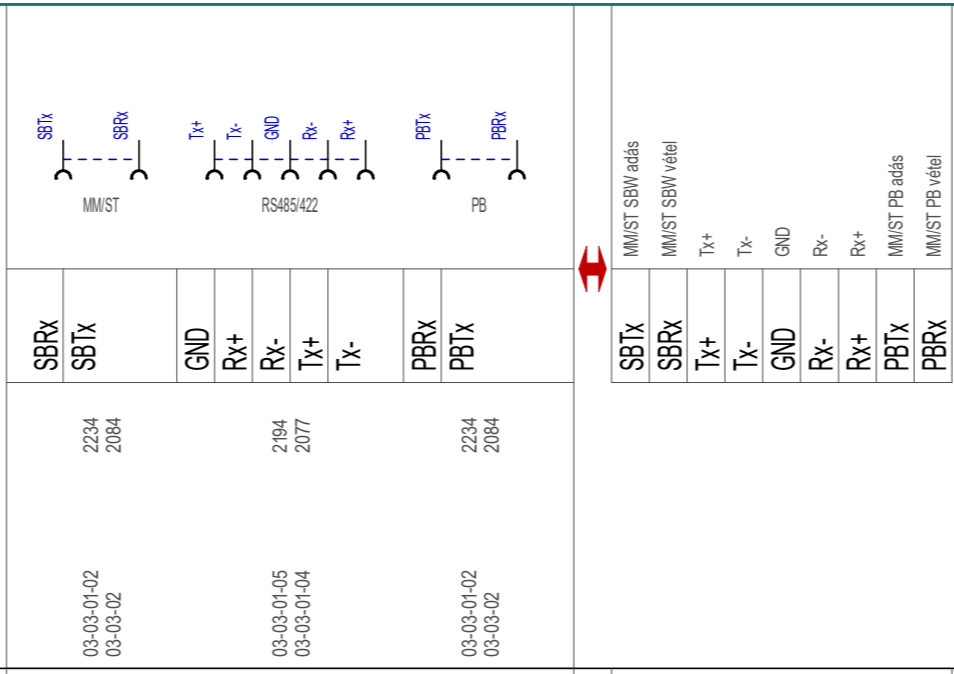 SBTx
SBRx
Tx+
Tx-
GND
Rx-
Rx+
PBTx
PBRx
MM/ST
RS485/422
PB
MM/ST SBW adás
MM/ST SBW vétel
Tx+
Tx-
GND
Rx-
Rx+
MM/ST PB adás
MM/ST PB vétel
SBRx
SBTx
GND
Rx+
Rx-
Tx+
Tx-
PBRx
PBTx
SBTx
SBRx
Tx+
Tx-
GND
Rx-
Rx+
PBTx
PBRx
2234
2084
2194
2077
2234
2084
03-03-01-02
03-03-02
03-03-01-05
03-03-01-04
03-03-01-02
03-03-02